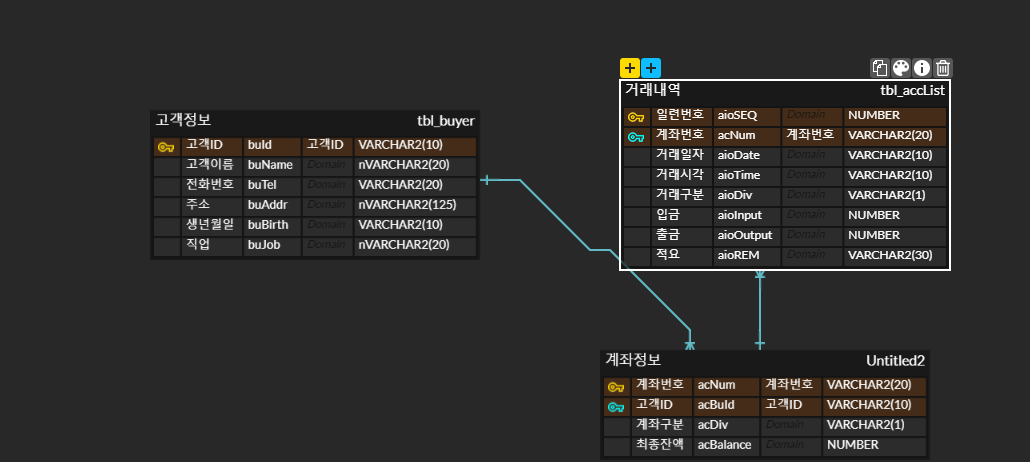 고객정보 tbl_buyer
고객ID buId 고객ID VARCHAR2(10)
고객이름 buName Domain nVARCHAR2(20)
전화번호 buTel Domain VARCHAR2(20)
주소 buAddr Domain nVARCHAR2(125)
생년월일 buBirth Domain VARCHAR2(10)
직업 buJob Domain nVARCHAR2(20)
거래내역 tbl_accList
일련번호 aioSEQ Domain NUMBER
계좌번호 acNum 계좌번호 VARCHAR2(20)
거래일자 aioDate Domain VARCHAR2(10)
거래시각 aioTime Domain VARCHAR2(10)
거래구분 aioDiv Domain VARCHAR2(1)
입금 aioInput Domain NUMBER
출금 aioOutput Domain NUMBER
적요 aioREM Domain VARCHAR2(30)
계좌정보 Untitled2
계좌번호 acNum 계좌번호 VARCHAR2(20)
고객ID acBuId 고객ID VARCHAR2(10)
계좌구분 acDiv Domain VARCHAR2(1)
최종잔액 acBalance Domain NUMBER